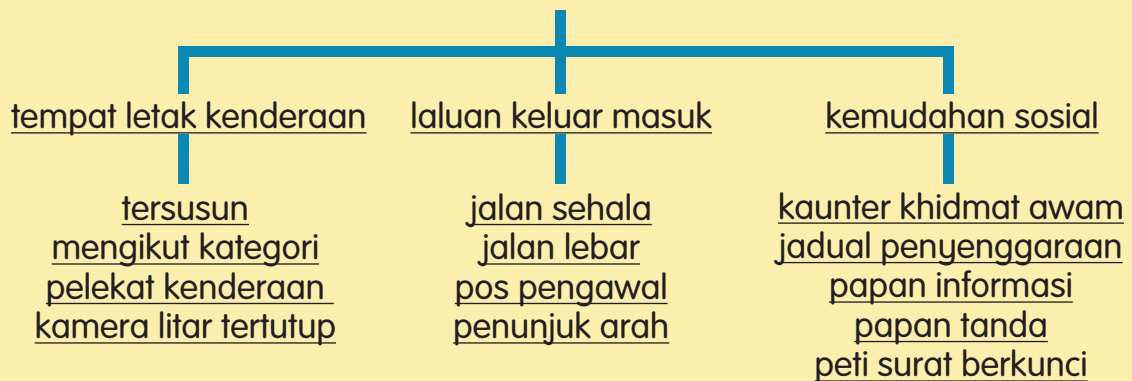 tempat letak kenderaan
laluan keluar masuk
kemudahan sosial
tersusun
mengikut kategori
pelekat kenderaan
kamera litar tertutup
jalan sehala
jalan lebar
pos pengawal
penunjuk arah
kaunter khidmat awam
jadual penyenggaraan
papan informasi
papan tanda
peti surat berkunci